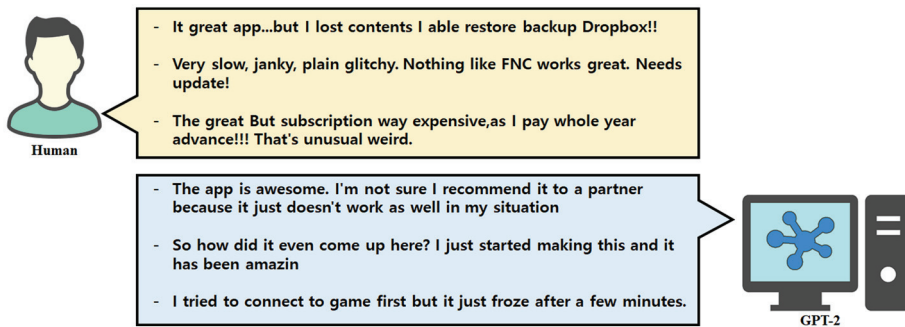 - It great app...but I lost contents I able restore backup Dropbox!!
- Very slow, janky, plain glitchy. Nothing like FNC works great. Needs
update!
- The great But subscription way expensive,as I pay whole year
advance!!! That's unusual weird.
Human
- The app is awesome. I'm not sure I recommend it to a partner
because it just doesn't work as well in my situation
- So how did it even come up here? I just started making this and it
has been amazin
- I tried to connect to game first but it just froze after a few minutes.
GPT-2